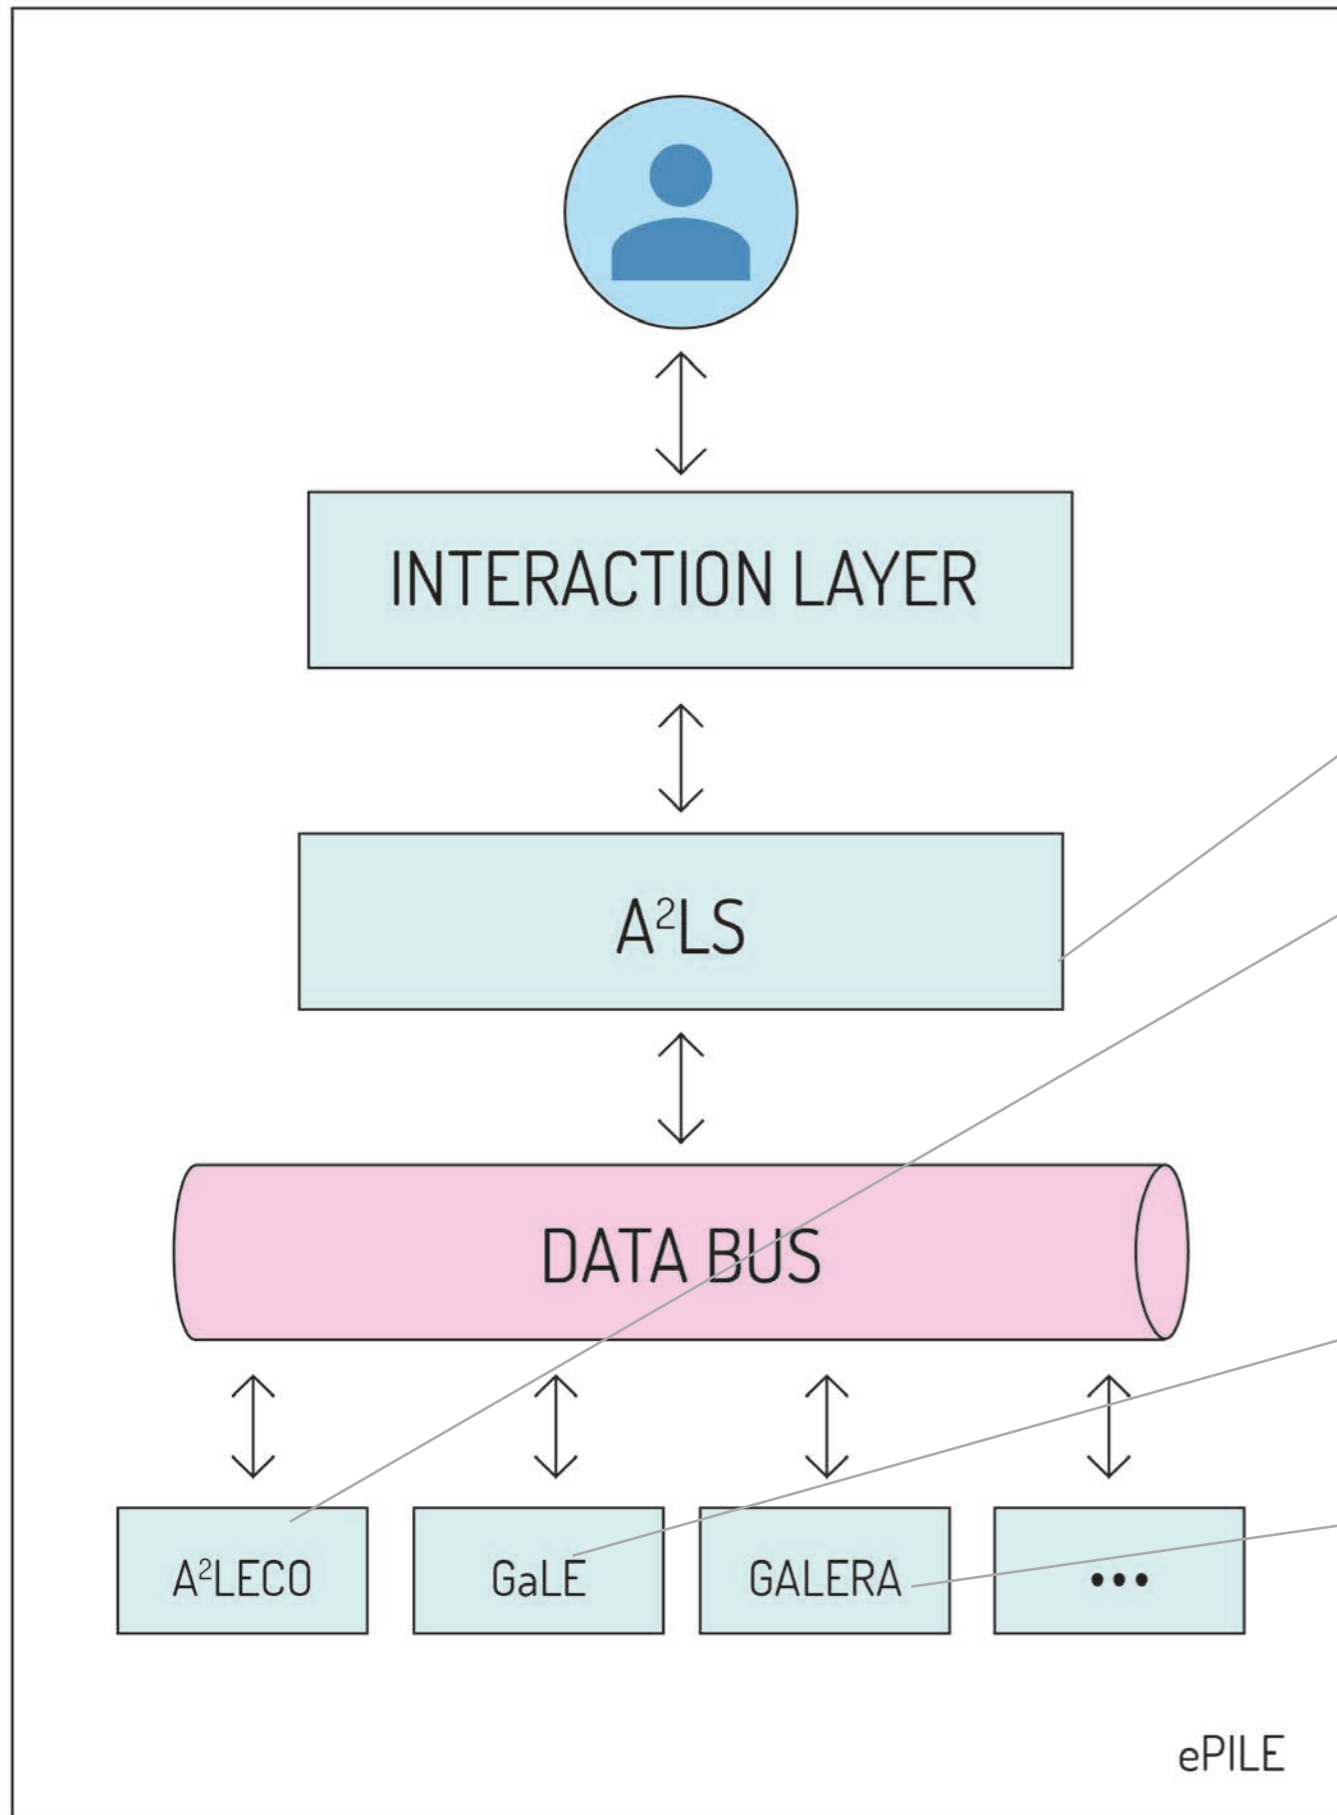 INTERACTION LAYER
A²LS
DATA BUS
A²LECO
GaLE
GALERA
•••
ePILE